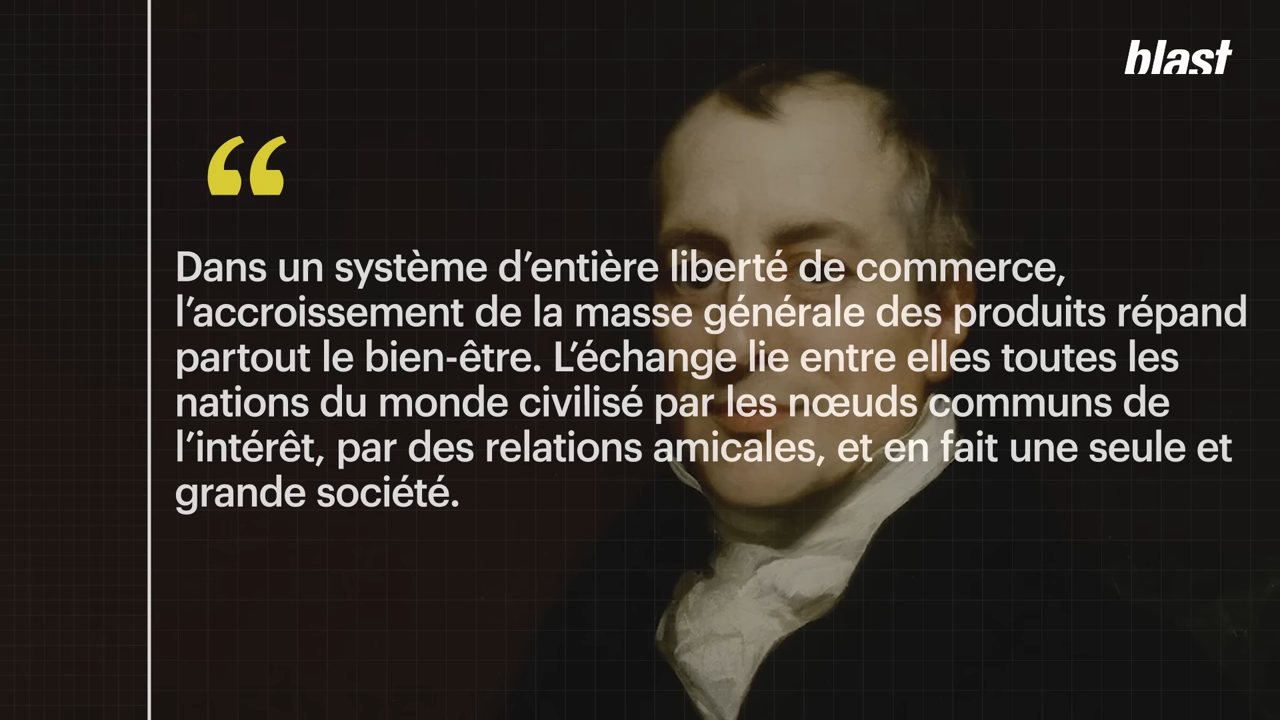 blast
“
Dans un système d’entière liberté de commerce,
l’accroissement de la masse générale des produits répand
partout le bien-être. L’échange lie entre elles toutes les
nations du monde civilisé par les nœuds communs de
l’intérêt, par des relations amicales, et en fait une seule et
grande société.